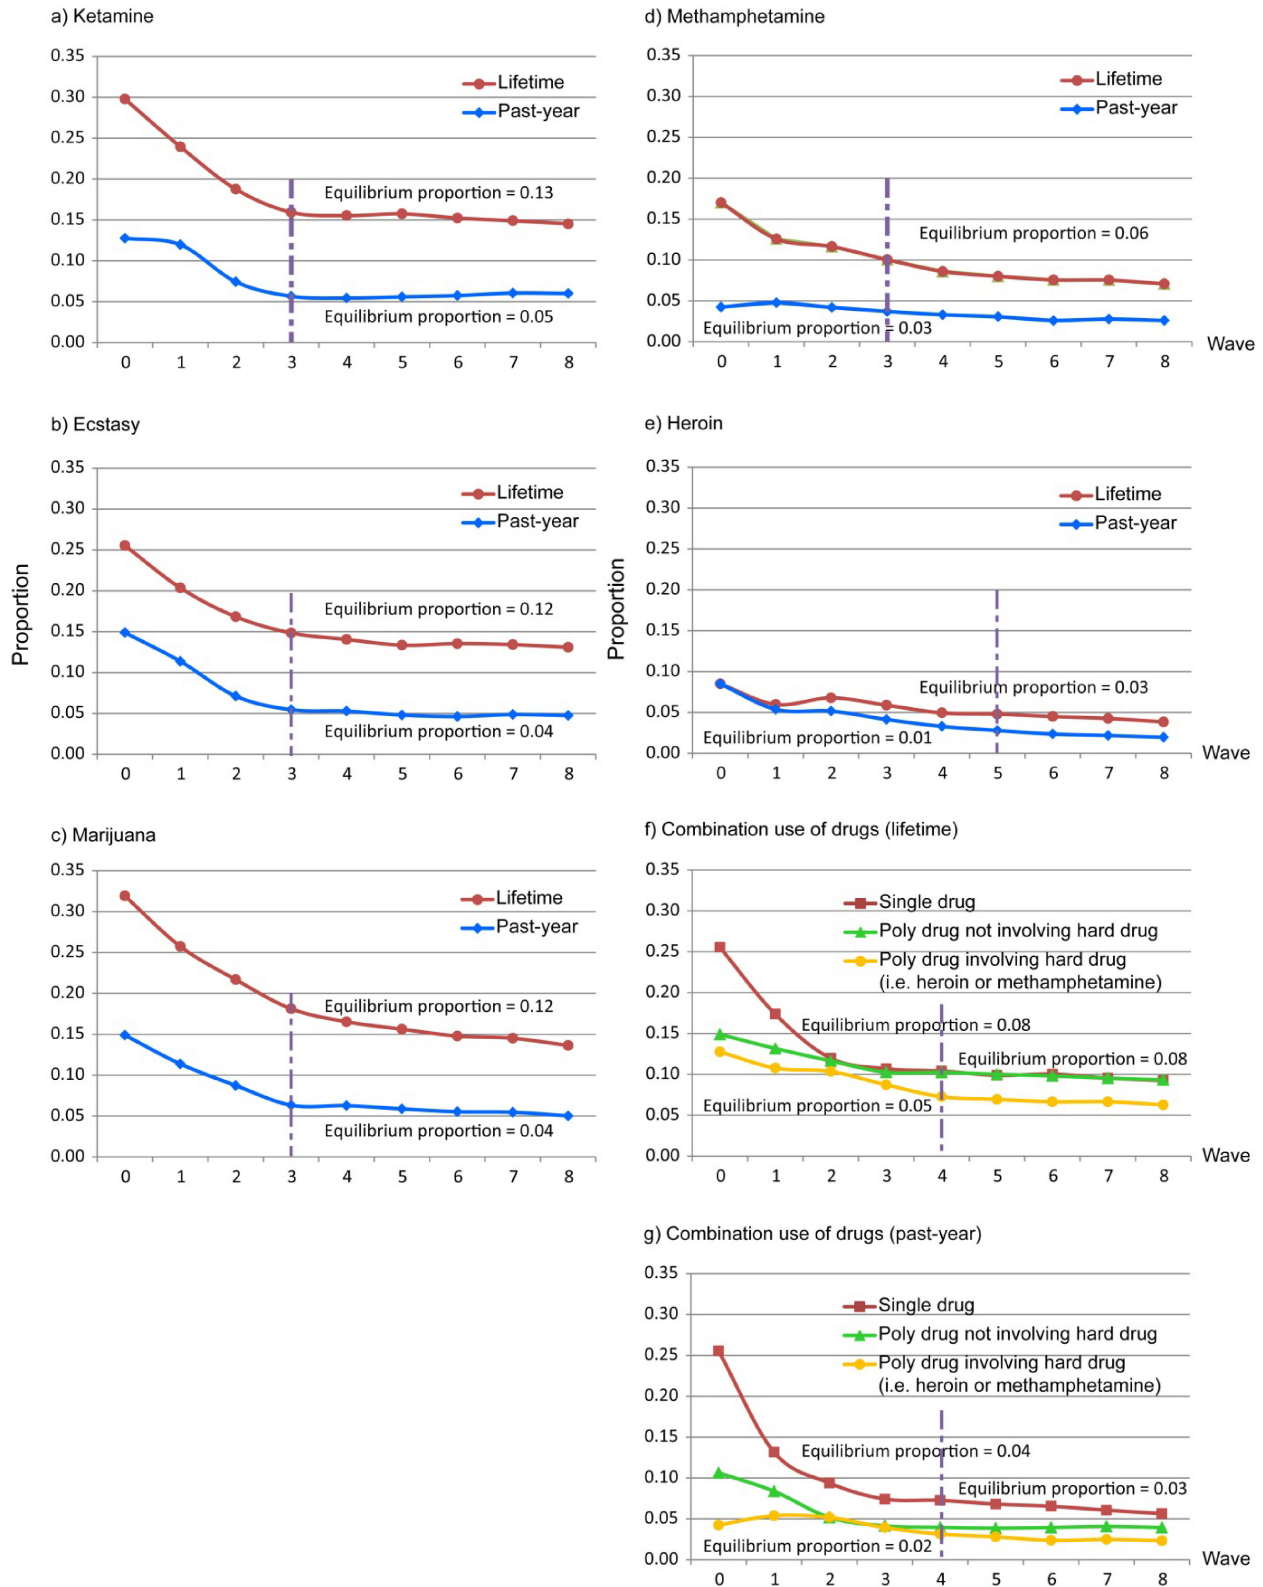 a) Ketamine
0.35
0.30
0.25
0.20
0.15
0.10
0.05
0.00
Lifetime
Past-year
Equilibrium proportion = 0.13
Equilibrium proportion = 0.05
0 1 2 3 4 5 6 7 8
b) Ecstasy
0.35
0.30
0.25
0.20
0.15
0.10
0.05
0.00
Lifetime
Past-year
Equilibrium proportion = 0.12
Equilibrium proportion = 0.04
0 1 2 3 4 5 6 7 8
Proportion
c) Marijuana
0.35
0.30
0.25
0.20
0.15
0.10
0.05
0.00
Lifetime
Past-year
Equilibrium proportion = 0.12
Equilibrium proportion = 0.04
0 1 2 3 4 5 6 7 8
d) Methamphetamine
0.35
0.30
0.25
0.20
0.15
0.10
0.05
0.00
Lifetime
Past-year
Equilibrium proportion = 0.06
Equilibrium proportion = 0.03
0 1 2 3 4 5 6 7 8
Wave
e) Heroin
0.35
0.30
0.25
0.20
0.15
0.10
0.05
0.00
Lifetime
Past-year
Equilibrium proportion = 0.03
Equilibrium proportion = 0.01
0 1 2 3 4 5 6 7 8
Wave
Proportion
f) Combination use of drugs (lifetime)
0.35
0.30
0.25
0.20
0.15
0.10
0.05
0.00
Single drug
Poly drug not involving hard drug
Poly drug involving hard drug
(i.e. heroin or methamphetamine)
Equilibrium proportion = 0.08
Equilibrium proportion = 0.08
Equilibrium proportion = 0.05
0 1 2 3 4 5 6 7 8
Wave
g) Combination use of drugs (past-year)
0.35
0.30
0.25
0.20
0.15
0.10
0.05
0.00
Single drug
Poly drug not involving hard drug
Poly drug involving hard drug
(i.e. heroin or methamphetamine)
Equilibrium proportion = 0.04
Equilibrium proportion = 0.03
Equilibrium proportion = 0.02
0 1 2 3 4 5 6 7 8
Wave